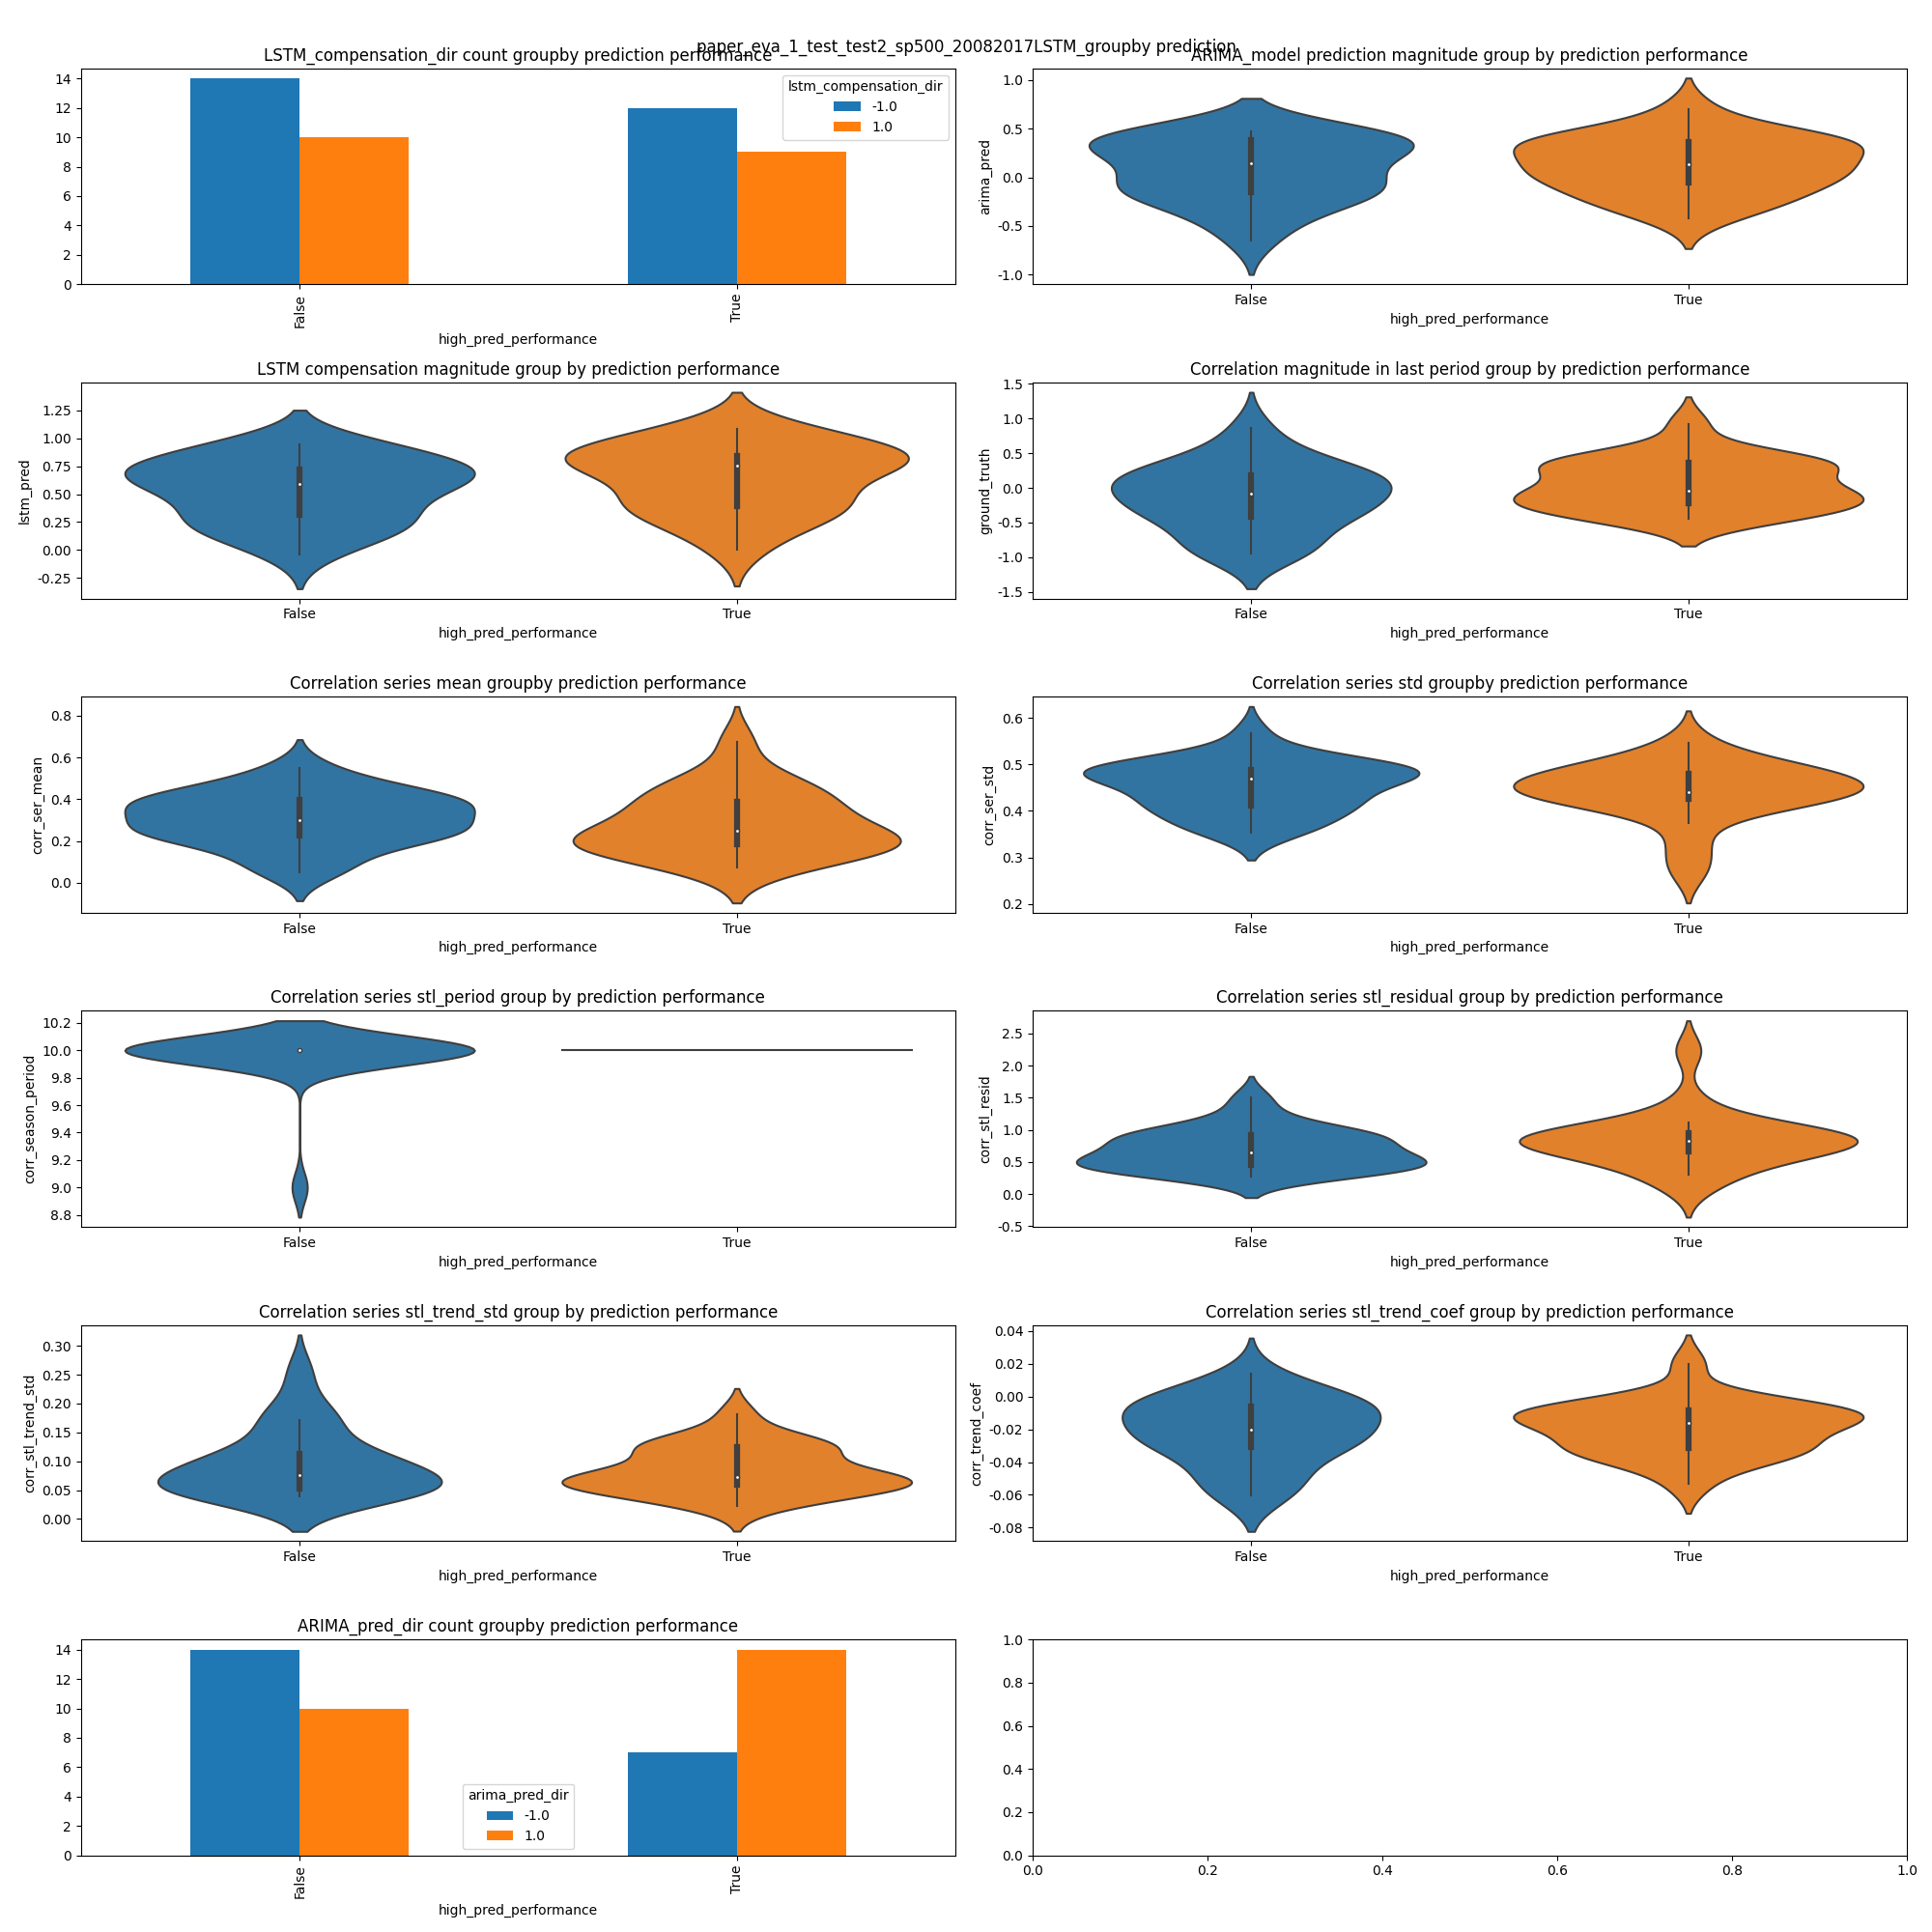 paper_eva_1_test_test2_sp500_20082017LSTM_groupby prediction
LSTM_compensation_dir count groupby prediction performance
14
12
10
8
6
4
2
0
lstm_compensation_dir
-1.0
1.0
False
True
high_pred_performance
ARIMA_model prediction magnitude group by prediction performance
arima_pred
1.0
0.5
0.0
-0.5
-1.0
False
True
high_pred_performance
LSTM compensation magnitude group by prediction performance
lstm_pred
1.25
1.00
0.75
0.50
0.25
0.00
-0.25
False
True
high_pred_performance
Correlation magnitude in last period group by prediction performance
ground_truth
1.5
1.0
0.5
0.0
-0.5
-1.0
-1.5
False
True
high_pred_performance
Correlation series mean groupby prediction performance
corr_ser_mean
0.8
0.6
0.4
0.2
0.0
False
True
high_pred_performance
Correlation series std groupby prediction performance
corr_ser_std
0.6
0.5
0.4
0.3
0.2
False
True
high_pred_performance
Correlation series stl_period group by prediction performance
corr_season_period
10.2
10.0
9.8
9.6
9.4
9.2
9.0
8.8
False
True
high_pred_performance
Correlation series stl_residual group by prediction performance
corr_stl_resid
2.5
2.0
1.5
1.0
0.5
0.0
-0.5
False
True
high_pred_performance
Correlation series stl_trend_std group by prediction performance
corr_stl_trend_std
0.30
0.25
0.20
0.15
0.10
0.05
0.00
False
True
high_pred_performance
Correlation series stl_trend_coef group by prediction performance
corr_trend_coef
0.04
0.02
0.00
-0.02
-0.04
-0.06
-0.08
False
True
high_pred_performance
ARIMA_pred_dir count groupby prediction performance
14
12
10
8
6
4
2
0
arima_pred_dir
-1.0
1.0
False
True
high_pred_performance
1.0
0.8
0.6
0.4
0.2
0.0
0.0
0.2
0.4
0.6
0.8
1.0